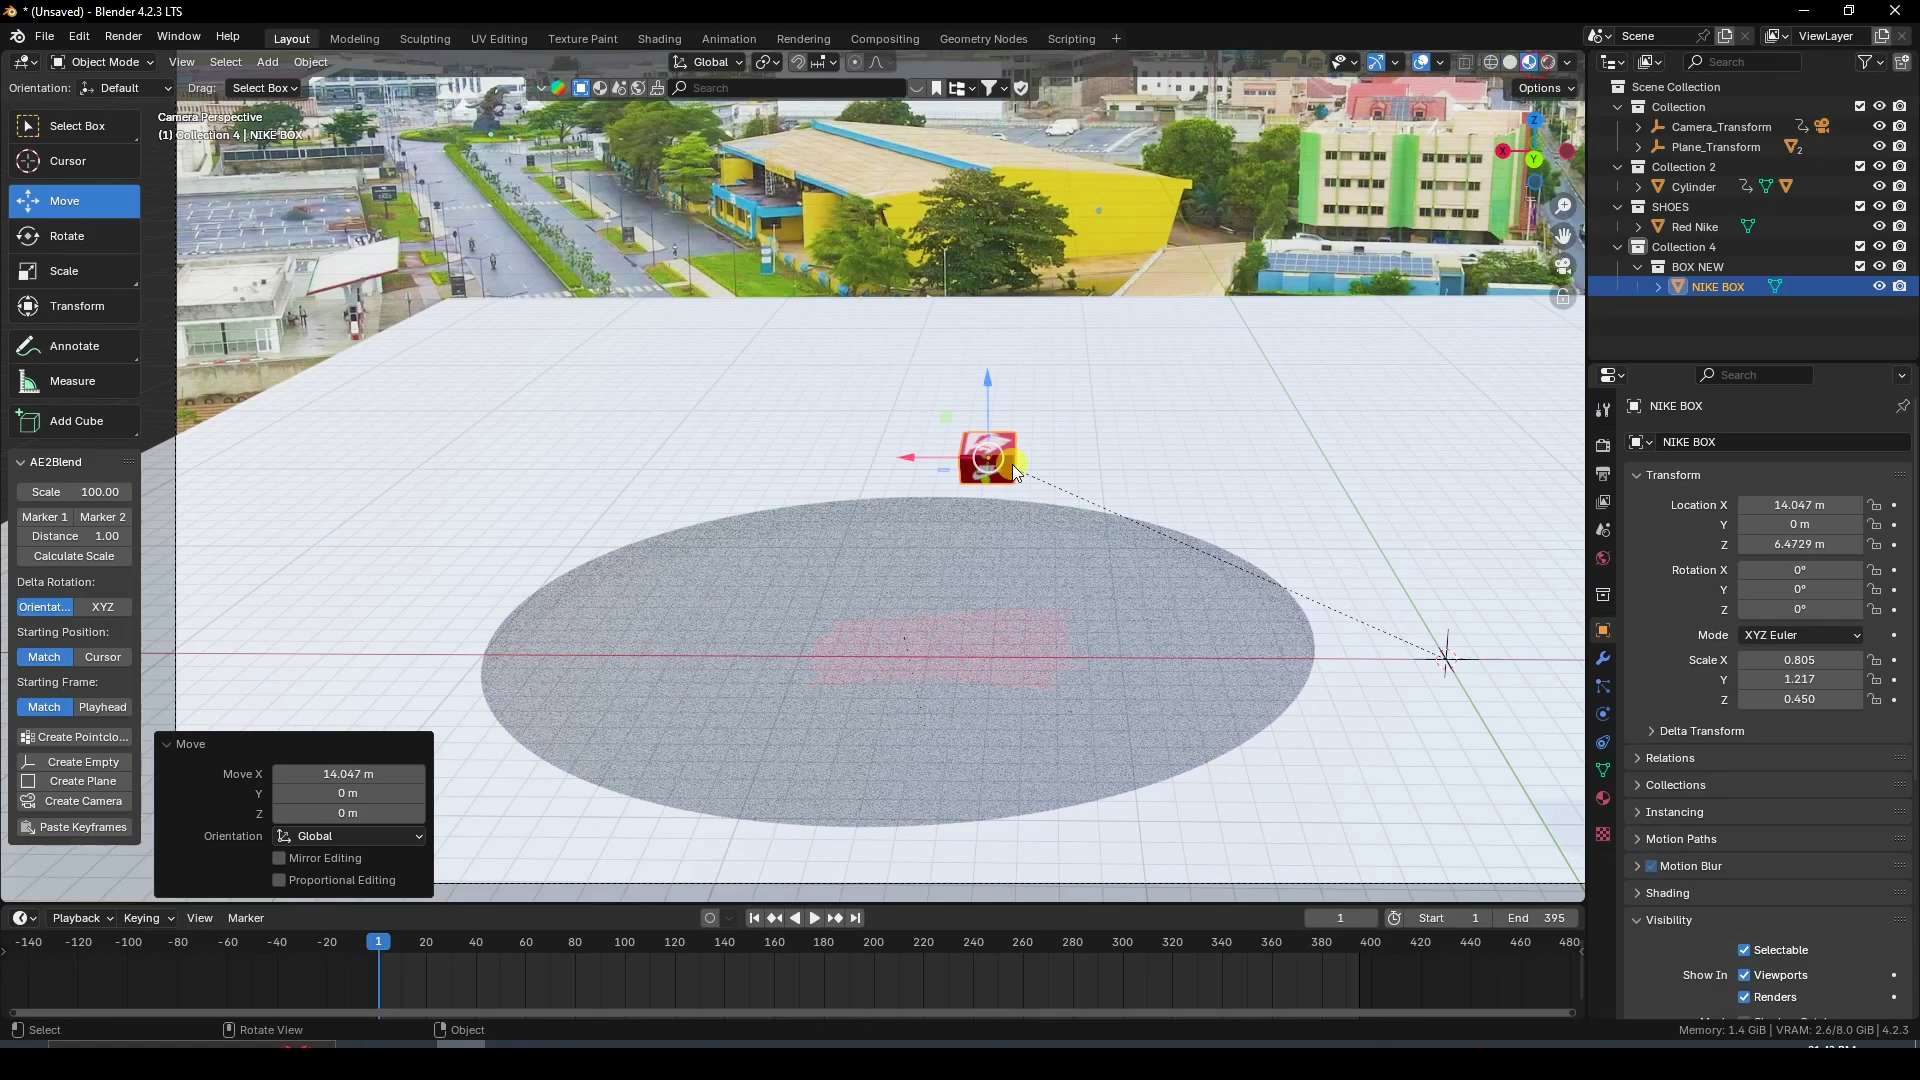 * (Unsaved) - Blender 4.2.3 LTS
File Edit Render Window Help
Layout Modeling Sculpting UV Editing Texture Paint Shading Animation Rendering Compositing Geometry Nodes Scripting +
Scene
ViewLayer
Object Mode View Select Add Object
Global
Search
Orientation: Default Drag: Select Box
Search
Options
Select Box
Cursor
Move
Rotate
Scale
Transform
Annotate
Measure
Add Cube
Camera Perspective
(1) Collection 4 | NIKE BOX
Z
X
Y
AE2Blend
Scale 100.00
Marker 1 Marker 2
Distance 1.00
Calculate Scale
Delta Rotation:
Orientat... XYZ
Starting Position:
Match Cursor
Starting Frame:
Match Playhead
Create Pointclo...
Create Empty
Create Plane
Create Camera
Paste Keyframes
Move
Move X 14.047 m
Y 0 m
Z 0 m
Orientation Global
Mirror Editing
Proportional Editing
Scene Collection
Collection
Camera_Transform
Plane_Transform 2
Collection 2
Cylinder
SHOES
Red Nike
Collection 4
BOX NEW
NIKE BOX
Search
NIKE BOX
NIKE BOX
Transform
Location X 14.047 m
Y 0 m
Z 6.4729 m
Rotation X 0°
Y 0°
Z 0°
Mode XYZ Euler
Scale X 0.805
Y 1.217
Z 0.450
Delta Transform
Relations
Collections
Instancing
Motion Paths
Motion Blur
Shading
Visibility
Selectable
Show In Viewports
Renders
Playback Keying View Marker
1
Start 1 End 395
-140 -120 -100 -80 -60 -40 -20 1 20 40 60 80 100 120 140 160 180 200 220 240 260 280 300 320 340 360 380 400 420 440 460 480
Select Rotate View Object
Memory: 1.4 GiB | VRAM: 2.6/8.0 GiB | 4.2.3